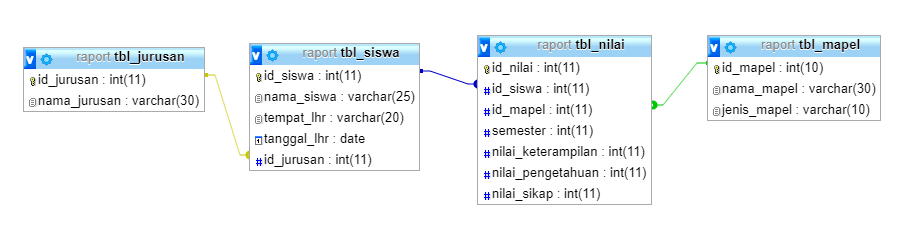 raport tbl_jurusan
id_jurusan : int(11)
nama_jurusan : varchar(30)
raport tbl_siswa
id_siswa : int(11)
nama_siswa : varchar(25)
tempat_lhr : varchar(20)
tanggal_lhr : date
id_jurusan : int(11)
raport tbl_nilai
id_nilai : int(11)
id_siswa : int(11)
id_mapel : int(11)
semester : int(11)
nilai_keterampilan : int(11)
nilai_pengetahuan : int(11)
nilai_sikap : int(11)
raport tbl_mapel
id_mapel : int(10)
nama_mapel : varchar(30)
jenis_mapel : varchar(10)